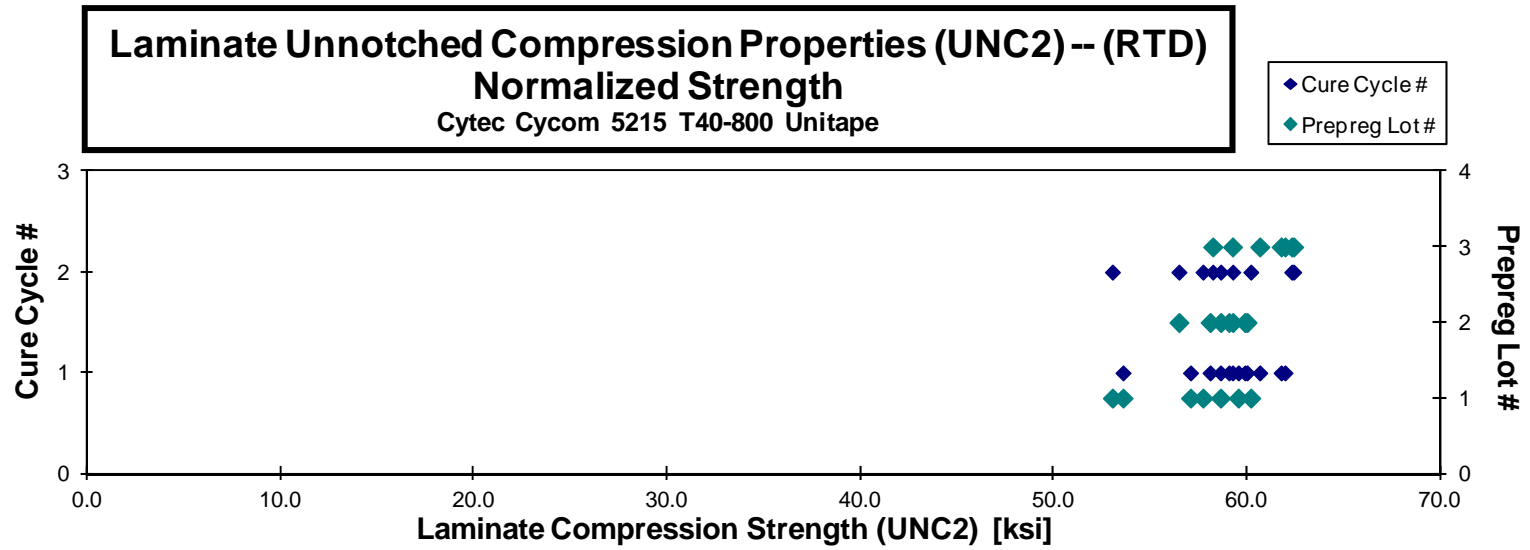 Laminate Unnotched Compression Properties (UNC2) -- (RTD)
Normalized Strength
Cytec Cycom 5215 T40-800 Unitape
Cure Cycle #
Prepreg Lot #
3
2
1
0
Cure Cycle #
4
3
2
1
0
Prepreg Lot #
0.0 10.0 20.0 30.0 40.0 50.0 60.0 70.0
Laminate Compression Strength (UNC2) [ksi]